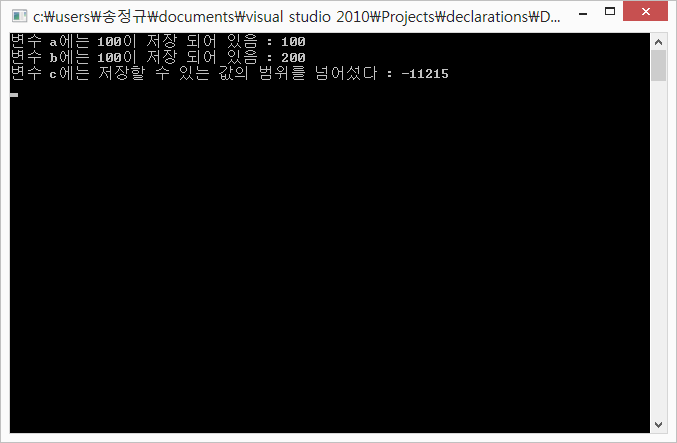 c:₩users₩송정규₩documents₩visual studio 2010₩Projects₩declarations₩D...
변수 a에는 100이 저장 되어 있음 : 100
변수 b에는 100이 저장 되어 있음 : 200
변수 c에는 저장할 수 있는 값의 범위를 넘어섰다 : -11215